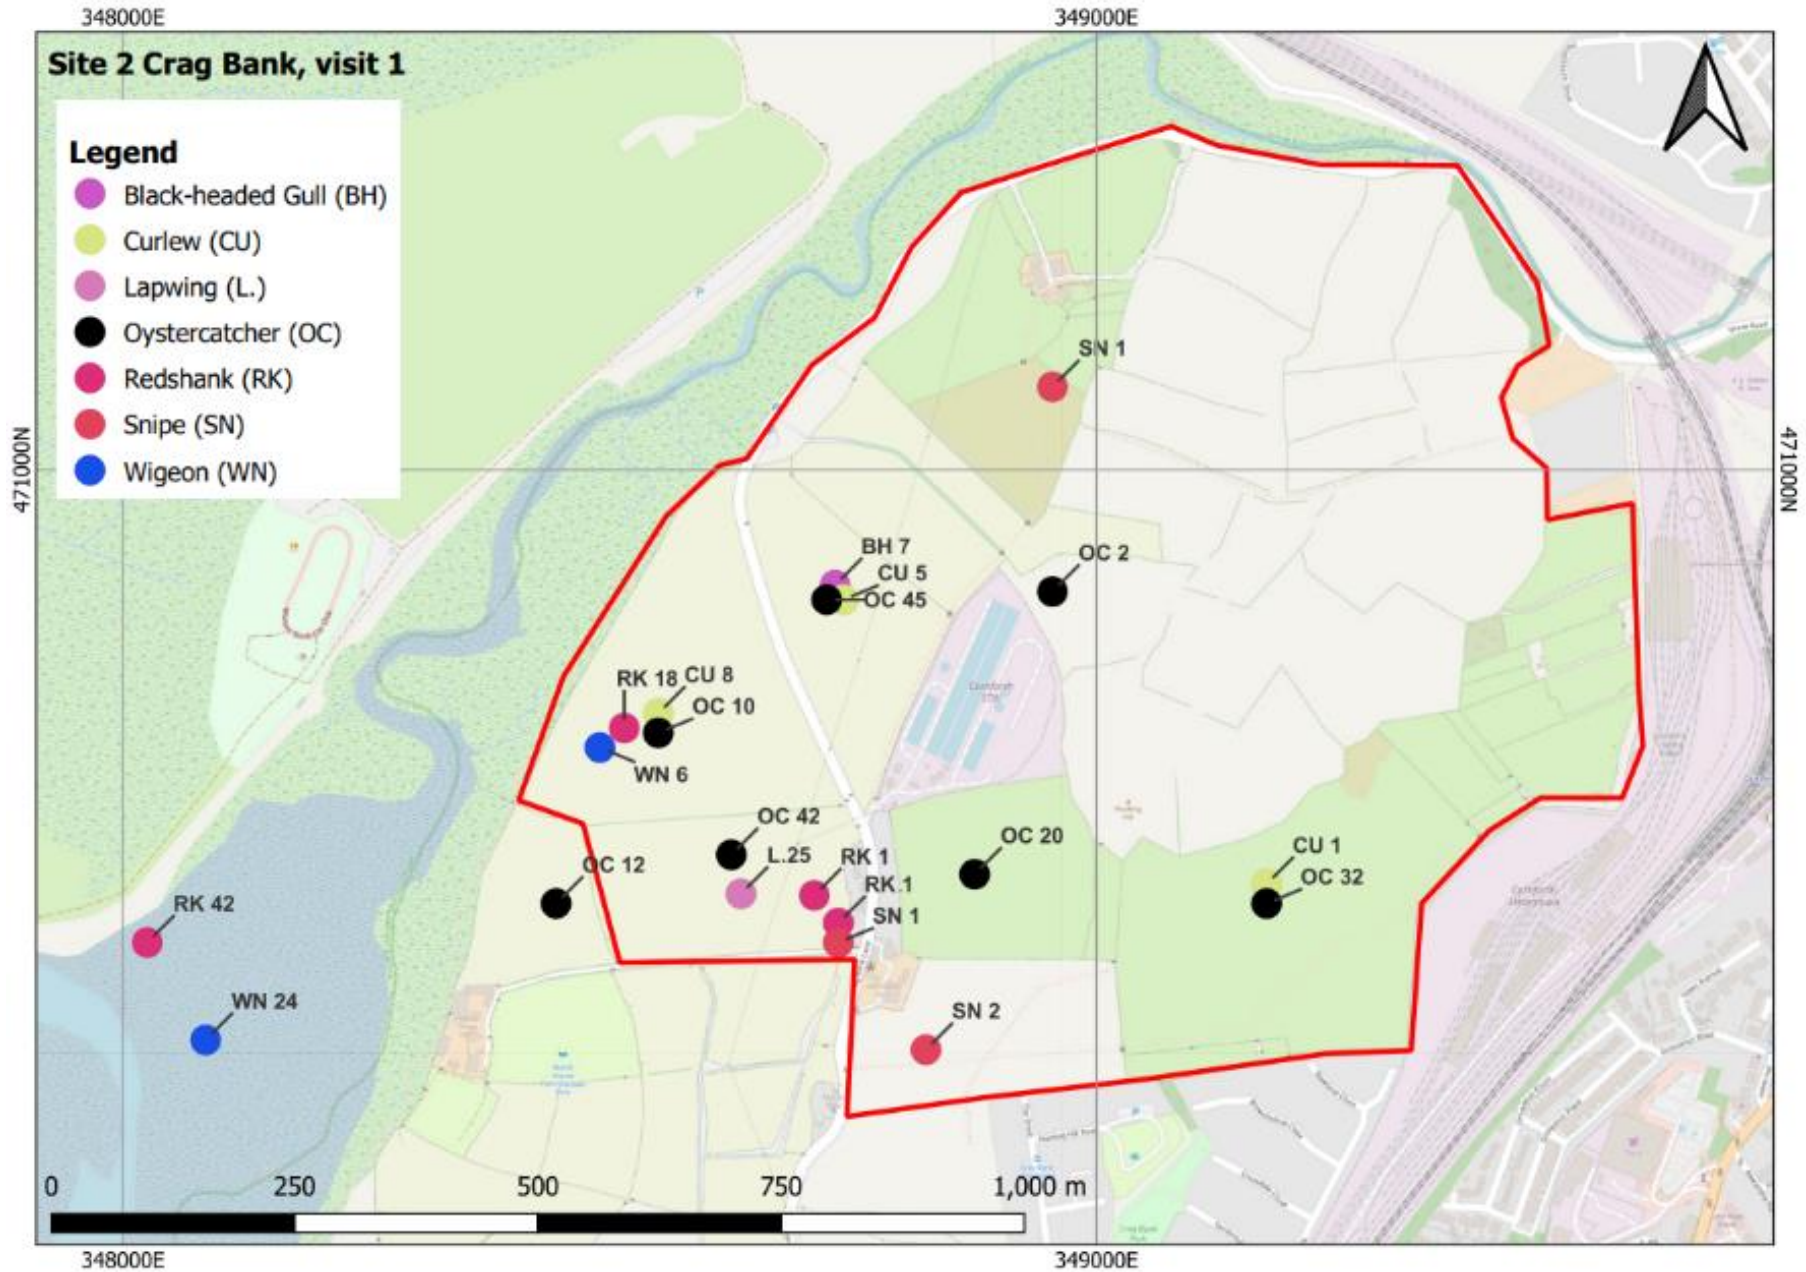 348000E
349000E
Site 2 Crag Bank, visit 1
Legend
Black-headed Gull (BH)
Curlew (CU)
Lapwing (L.)
Oystercatcher (OC)
Redshank (RK)
Snipe (SN)
Wigeon (WN)
471000N
471000N
SN 1
BH 7
CU 5
OC 45
OC 2
RK 18
CU 8
OC 10
WN 6
OC 42
L.25
RK 1
RK 1
SN 1
OC 12
OC 20
CU 1
OC 32
RK 42
WN 24
SN 2
0
250
500
750
1,000 m
348000E
349000E